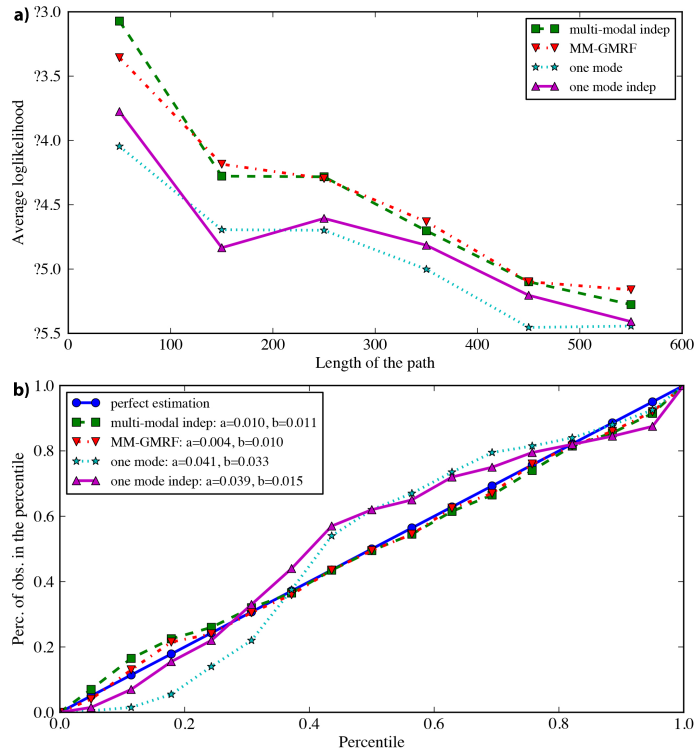 a)
?3.0
?3.5
?4.0
?4.5
?5.0
?5.5
Average loglikelihood
multi-modal indep
MM-GMRF
one mode
one mode indep
0 100 200 300 400 500 600
Length of the path
b)
1.0
0.8
0.6
0.4
0.2
0.0
Perc. of obs. in the percentile
perfect estimation
multi-modal indep: a=0.010, b=0.011
MM-GMRF: a=0.004, b=0.010
one mode: a=0.041, b=0.033
one mode indep: a=0.039, b=0.015
0.0 0.2 0.4 0.6 0.8 1.0
Percentile